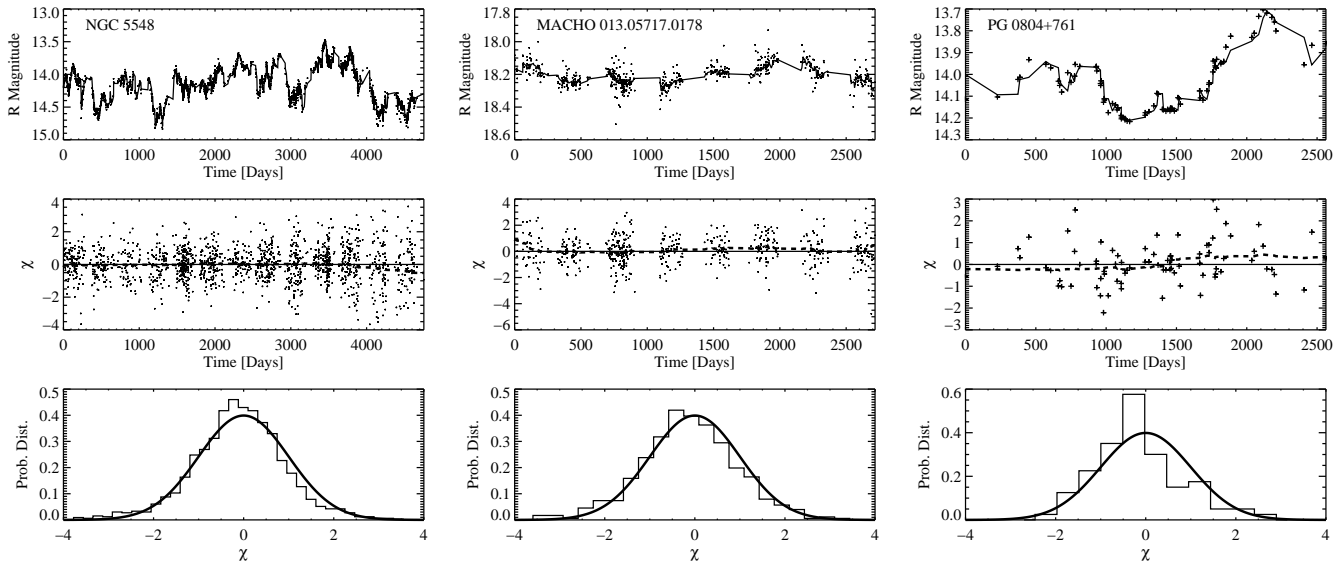 NGC 5548
R Magnitude
13.0
13.5
14.0
14.5
15.0
0 1000 2000 3000 4000
Time [Days]
MACHO 013.05717.0178
R Magnitude
17.8
18.0
18.2
18.4
18.6
0 500 1000 1500 2000 2500
Time [Days]
PG 0804+761
R Magnitude
13.7
13.8
13.9
14.0
14.1
14.2
14.3
0 500 1000 1500 2000 2500
Time [Days]
χ
4
2
0
−2
−4
0 1000 2000 3000 4000
Time [Days]
4
2
0
−2
−4
−6
0 500 1000 1500 2000 2500
Time [Days]
χ
3
2
1
0
−1
−2
−3
0 500 1000 1500 2000 2500
Time [Days]
Prob. Dist.
0.5
0.4
0.3
0.2
0.1
0.0
−4 −2 0 2 4
χ
Prob. Dist.
0.5
0.4
0.3
0.2
0.1
0.0
−4 −2 0 2 4
χ
Prob. Dist.
0.6
0.4
0.2
0.0
−4 −2 0 2 4
χ